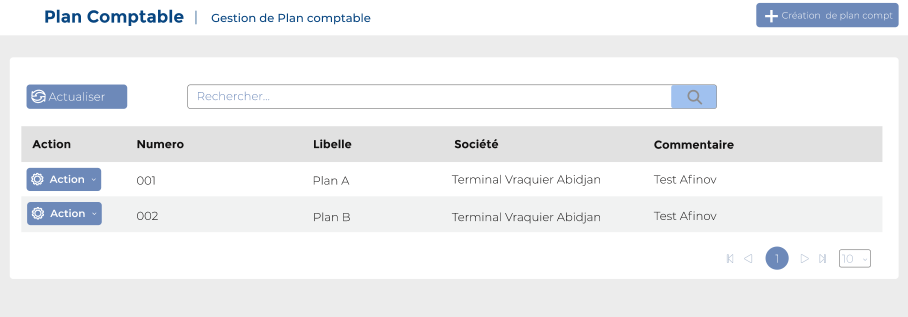 Plan Comptable | Gestion de Plan comptable
Création de plan compt
Actualiser
Rechercher...
Action Numero Libelle Société Commentaire
Action 001 Plan A Terminal Vraquier Abidjan Test Afinov
Action 002 Plan B Terminal Vraquier Abidjan Test Afinov
1 10